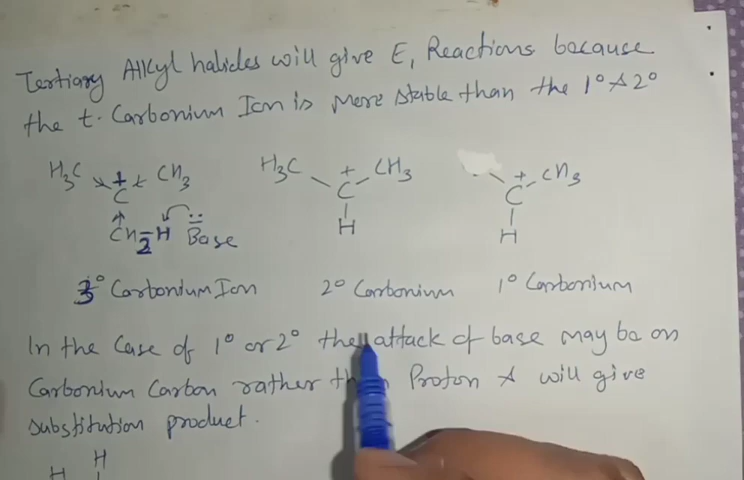 Tertiary Alkyl halides will give E, Reactions because
the t. Carbonium Ion is More stable than the 1° & 2°
H₃C + CH₃
C
CH₂-H Base
H₃C + CH₃
C
H
+ CH₃
C
H
3° Carbonium Ion 2° Carbonium 1° Carbonium
In the Case of 1° or 2° the attack of base may be on
Carbonium Carbon rather Proton & will give
substitution product.
H H